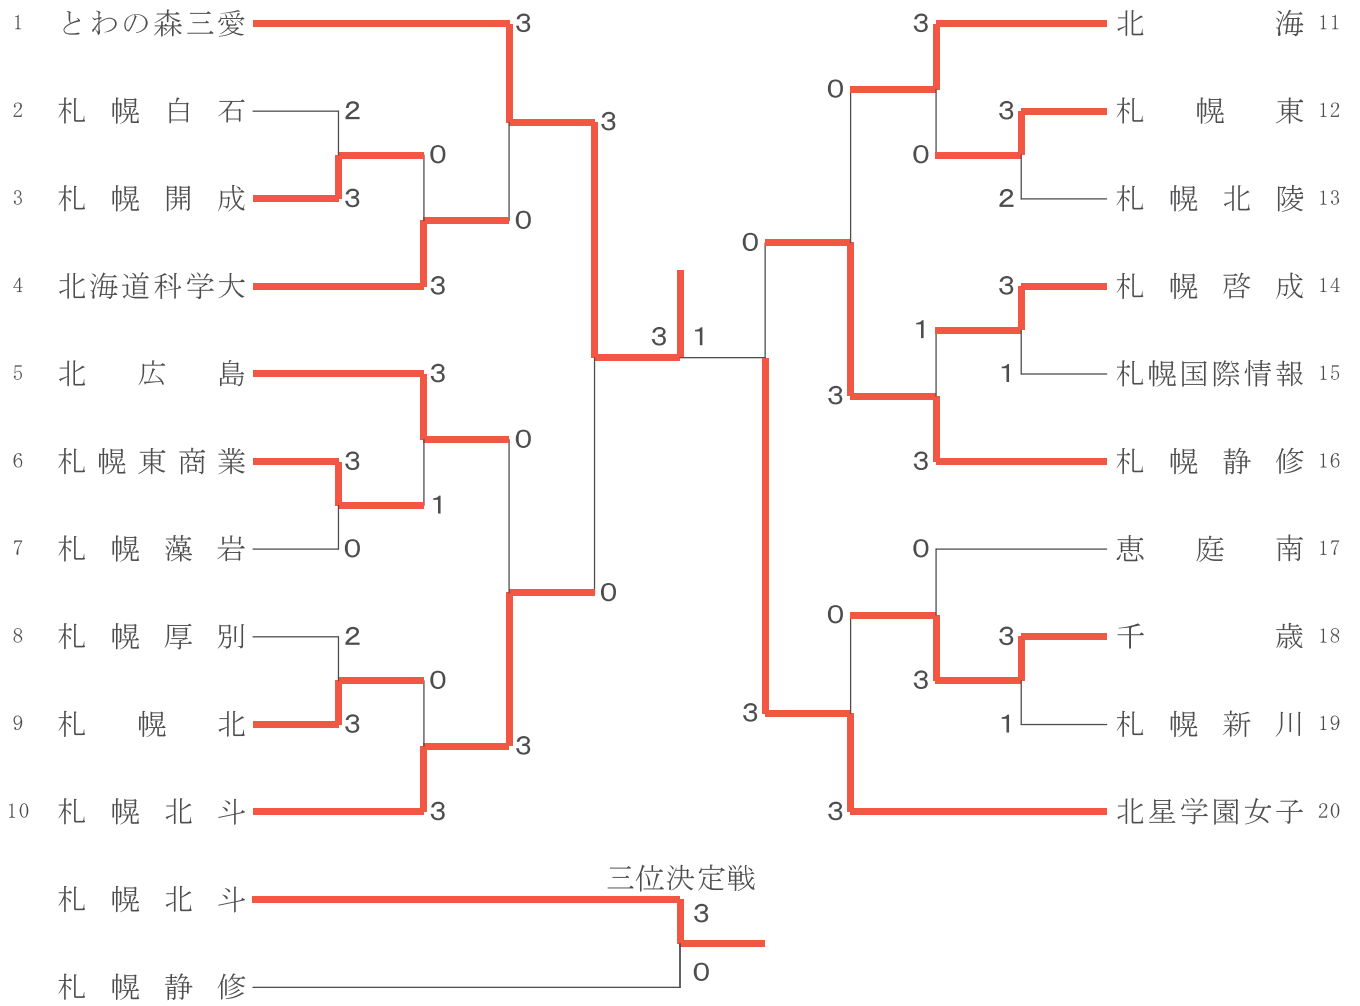 1 とわの森三愛 3 3 北海 11
2 札幌白石 2 0 3 札幌東 12
3 3 0 0
3 札幌開成 3 0 2 札幌北陵 13
0
4 北海道科学大 3 3 札幌啓成 14
3 1 1
5 北広島 3 1 札幌国際情報 15
0 3
6 札幌東商業 3 3 札幌静修 16
1
7 札幌藻岩 0 0 恵庭南 17
0 0
8 札幌厚別 2 3 千歳 18
0 3
9 札幌北 3 3 1 札幌新川 19
3
10 札幌北斗 3 3 北星学園女子 20
三位決定戦
札幌北斗 3
札幌静修 0